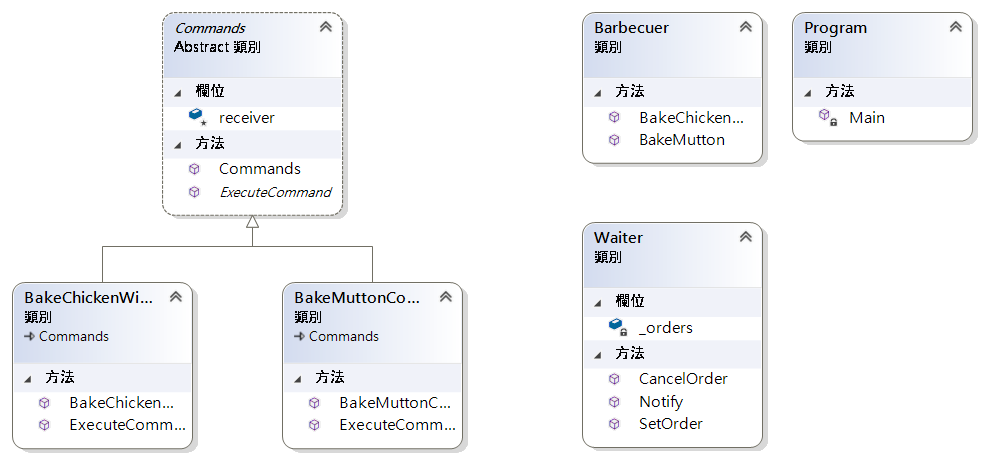 Commands
Abstract 類別
欄位
receiver
方法
Commands
ExecuteCommand
BakeChickenWi...
類別
Commands
方法
BakeChicken...
ExecuteComm...
BakeMuttonCo...
類別
Commands
方法
BakeMuttonC...
ExecuteComm...
Barbecuer
類別
方法
BakeChicken...
BakeMutton
Program
類別
方法
Main
Waiter
類別
欄位
_orders
方法
CancelOrder
Notify
SetOrder